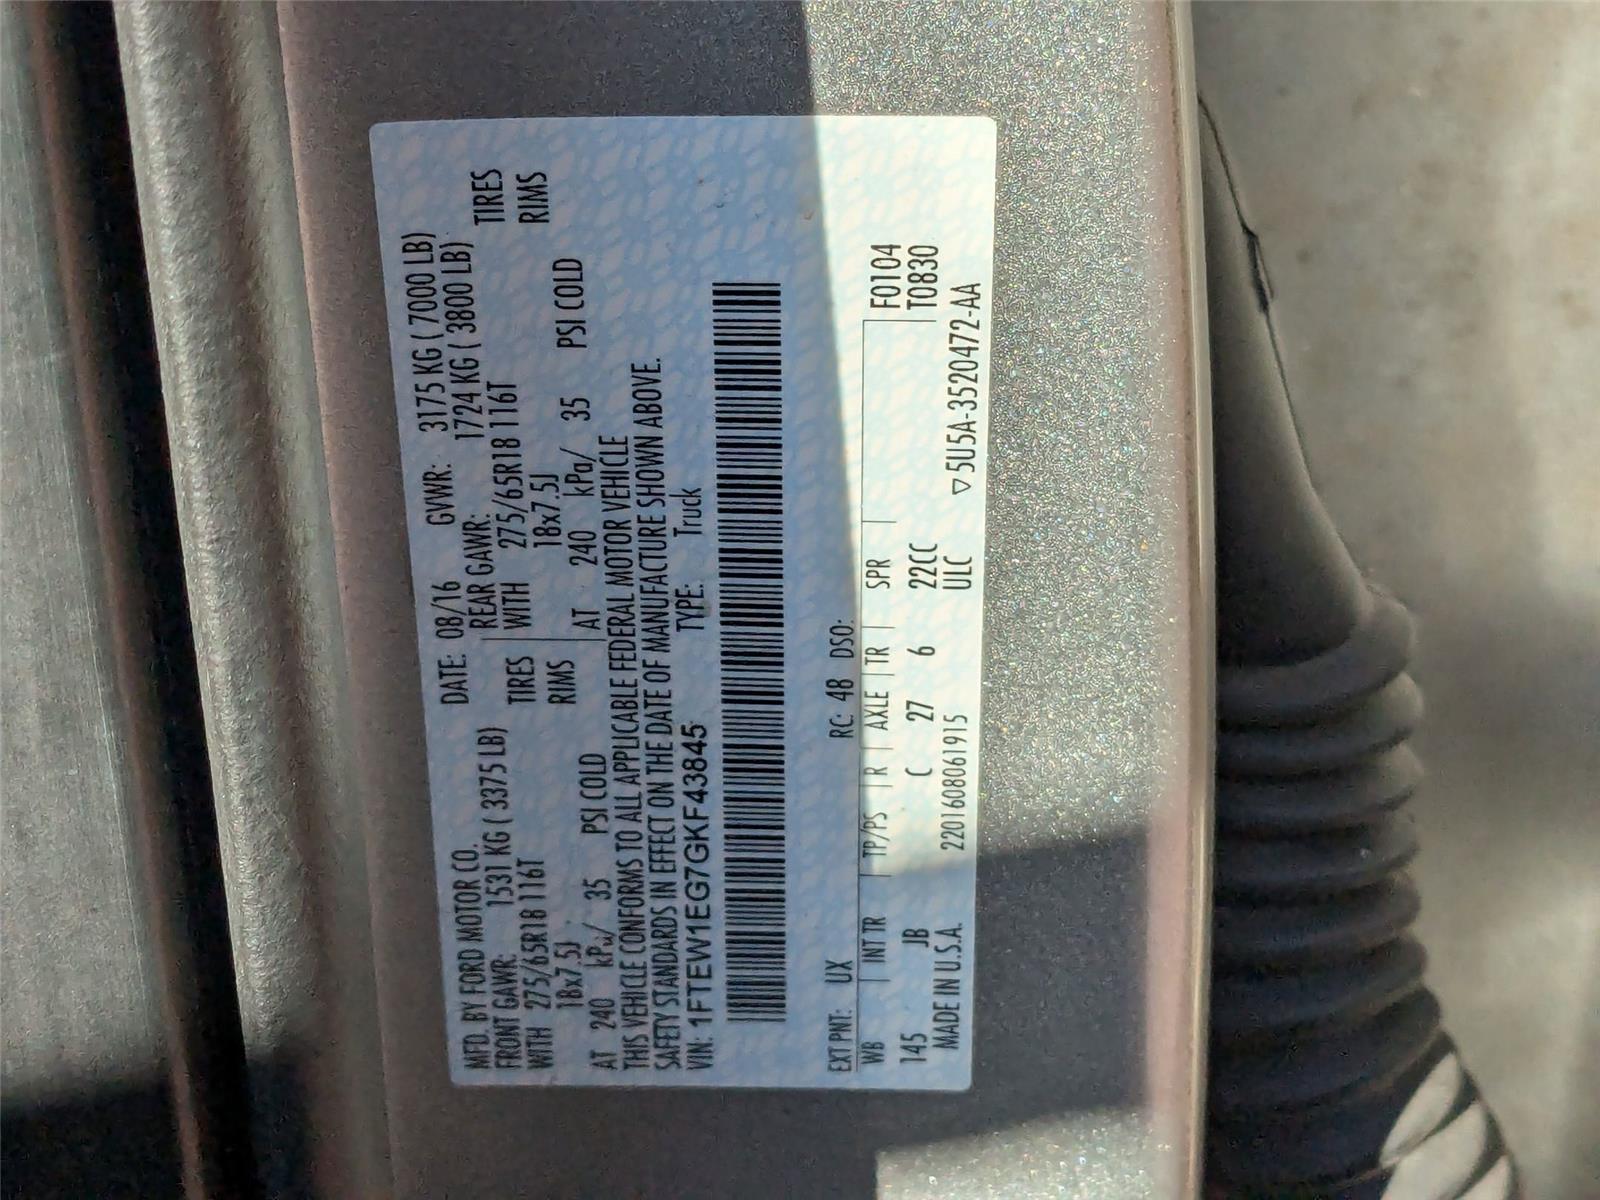 MFD. BY FORD MOTOR CO. DATE: 08/16 GVWR: 3175 KG ( 7000 LB)
FRONT GAWR: 1531 KG ( 3375 LB) REAR GAWR: 1724 KG ( 3800 LB)
WITH 275/65R18 116T TIRES WITH 275/65R18 116T TIRES
18x7.5J RIMS 18x7.5J RIMS
AT 240 kPa/ 35 PSI COLD AT 240 kPa/ 35 PSI COLD
THIS VEHICLE CONFORMS TO ALL APPLICABLE FEDERAL MOTOR VEHICLE
SAFETY STANDARDS IN EFFECT ON THE DATE OF MANUFACTURE SHOWN ABOVE.
VIN: 1FTEW1EG7GKF43845 TYPE: Truck
EXT PNT: UX RC: 48 DSO:
WB INT TR TP/PS R AXLE TR SPR F0104
145 JB C 27 6 22CC T0830
MADE IN U.S.A. 2201608061915 ULC ▽5U5A-3520472-AA